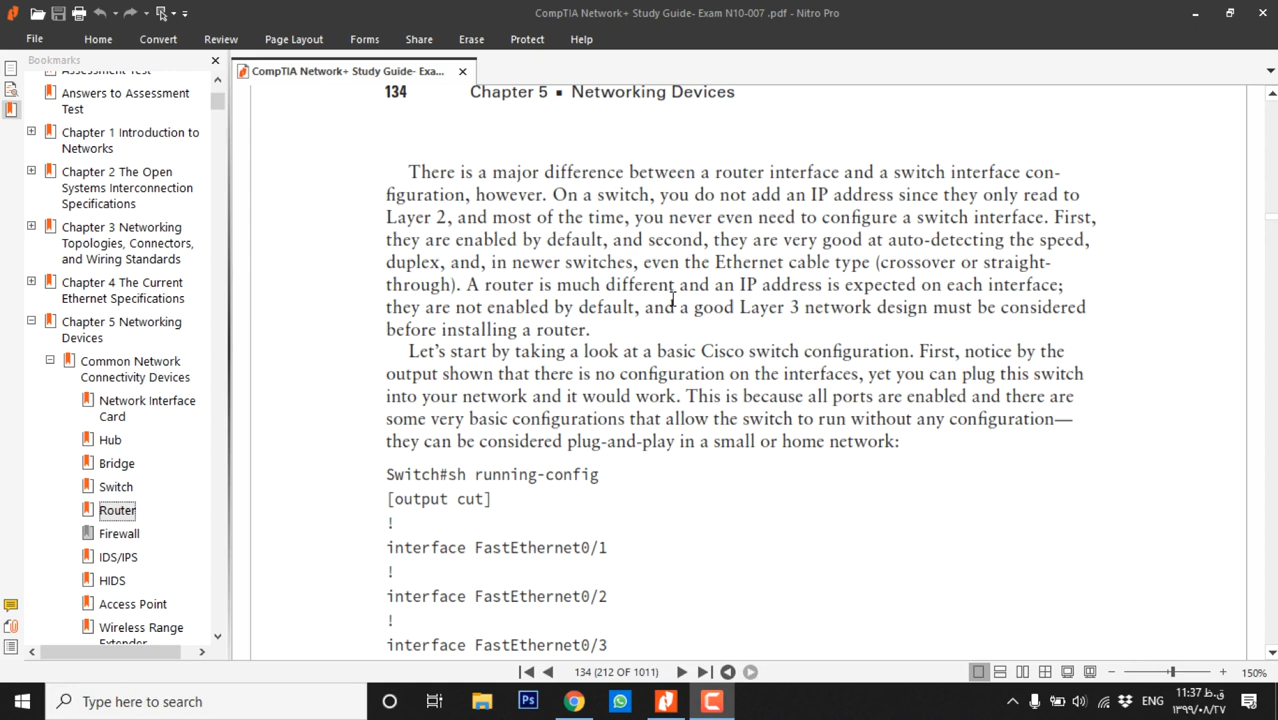 CompTIA Network+ Study Guide- Exam N10-007 .pdf - Nitro Pro
File Home Convert Review Page Layout Forms Share Erase Protect Help
Bookmarks
CompTIA Network+ Study Guide- Exa...
Assessment Test
Answers to Assessment
Test
Chapter 1 Introduction to
Networks
Chapter 2 The Open
Systems Interconnection
Specifications
Chapter 3 Networking
Topologies, Connectors,
and Wiring Standards
Chapter 4 The Current
Ethernet Specifications
Chapter 5 Networking
Devices
Common Network
Connectivity Devices
Network Interface
Card
Hub
Bridge
Switch
Router
Firewall
IDS/IPS
HIDS
Access Point
Wireless Range
Extender
134 Chapter 5 ▪ Networking Devices
There is a major difference between a router interface and a switch interface con-
figuration, however. On a switch, you do not add an IP address since they only read to
Layer 2, and most of the time, you never even need to configure a switch interface. First,
they are enabled by default, and second, they are very good at auto-detecting the speed,
duplex, and, in newer switches, even the Ethernet cable type (crossover or straight-
through). A router is much different and an IP address is expected on each interface;
they are not enabled by default, and a good Layer 3 network design must be considered
before installing a router.
Let’s start by taking a look at a basic Cisco switch configuration. First, notice by the
output shown that there is no configuration on the interfaces, yet you can plug this switch
into your network and it would work. This is because all ports are enabled and there are
some very basic configurations that allow the switch to run without any configuration—
they can be considered plug-and-play in a small or home network:
Switch#sh running-config
[output cut]
!
interface FastEthernet0/1
!
interface FastEthernet0/2
!
interface FastEthernet0/3
134 (212 OF 1011)
150%
Type here to search
Ps
ENG
11:37 ق.ظ
۱۳۹۹/۰۸/۲۷